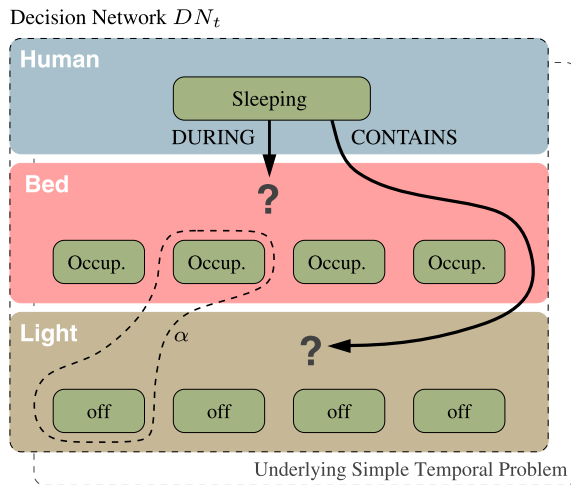 Decision Network DNₜ
Human
Sleeping
DURING CONTAINS
Bed
?
Occup. Occup. Occup. Occup.
Light
α
?
off off off off
Underlying Simple Temporal Problem